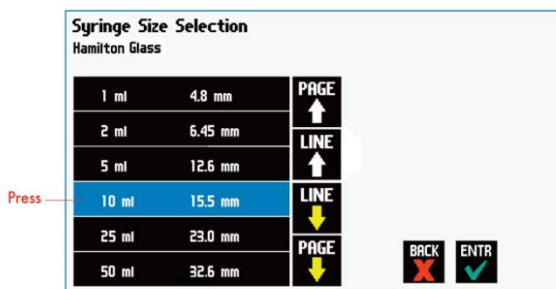 Syringe Size Selection
Hamilton Glass
1 ml 4.8 mm
2 ml 6.45 mm
5 ml 12.6 mm
10 ml 15.5 mm
25 ml 23.0 mm
50 ml 32.6 mm
PAGE
LINE
LINE
PAGE
Press
BACK ENTR